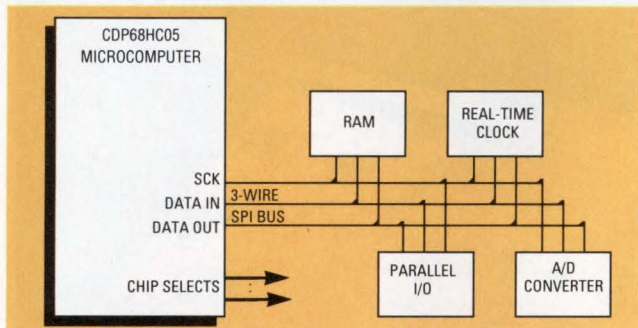 CDP68HC05
MICROCOMPUTER
RAM
REAL-TIME
CLOCK
SCK
DATA IN
3-WIRE
DATA OUT
SPI BUS
CHIP SELECTS
PARALLEL
I/O
A/D
CONVERTER